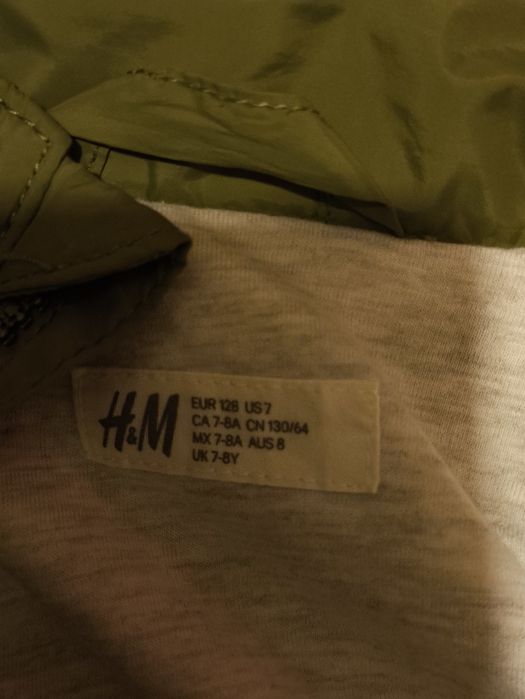 H&M
EUR 128 US 7
CA 7-8A CN 130/64
MX 7-8A AUS 8
UK 7-8Y